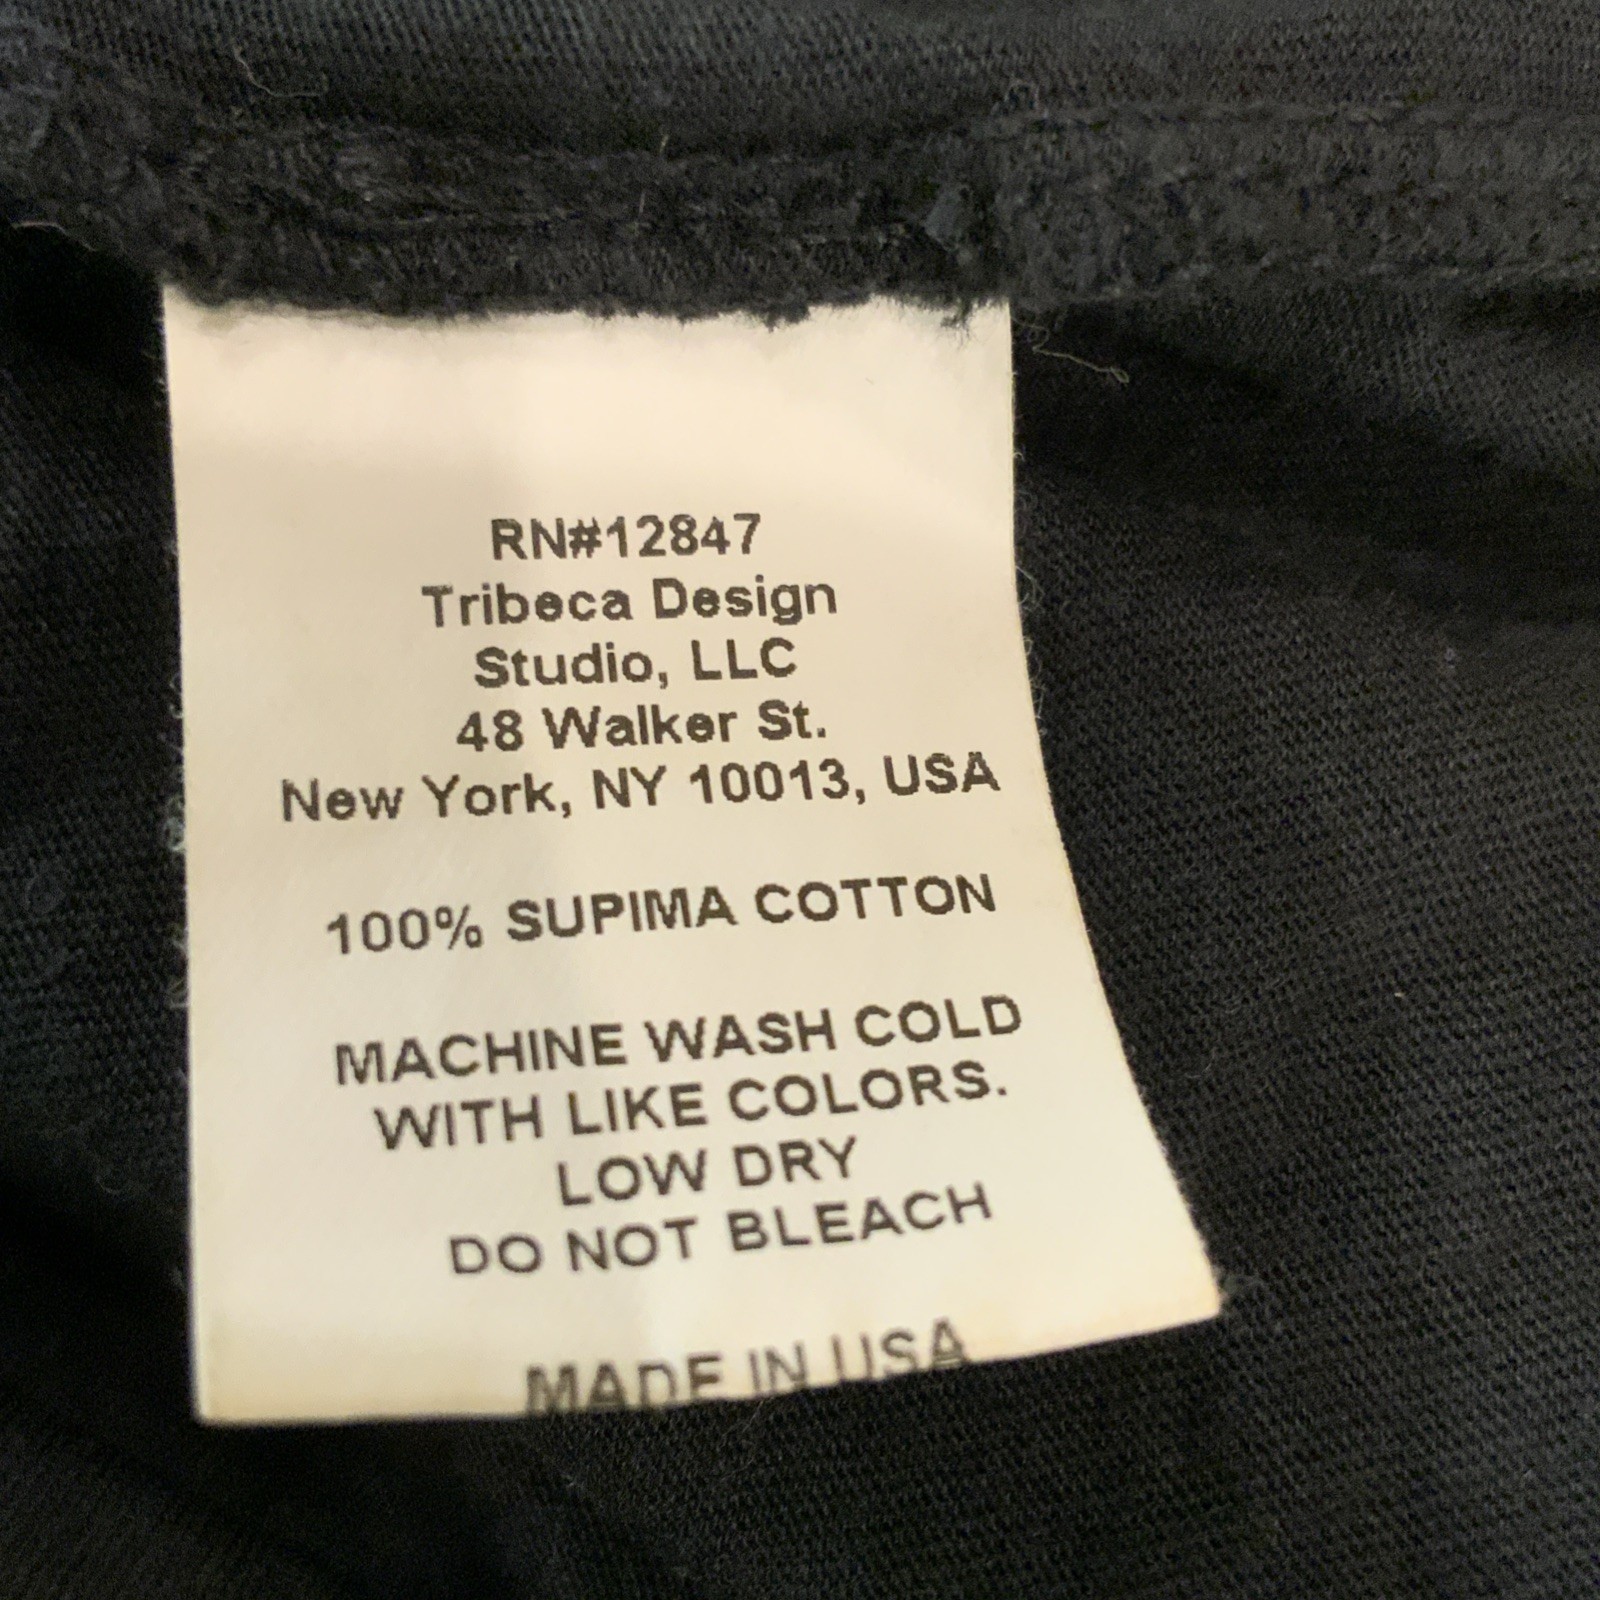 RN#12847
Tribeca Design
Studio, LLC
48 Walker St.
New York, NY 10013, USA
100% SUPIMA COTTON
MACHINE WASH COLD
WITH LIKE COLORS.
LOW DRY
DO NOT BLEACH
MADE IN USA